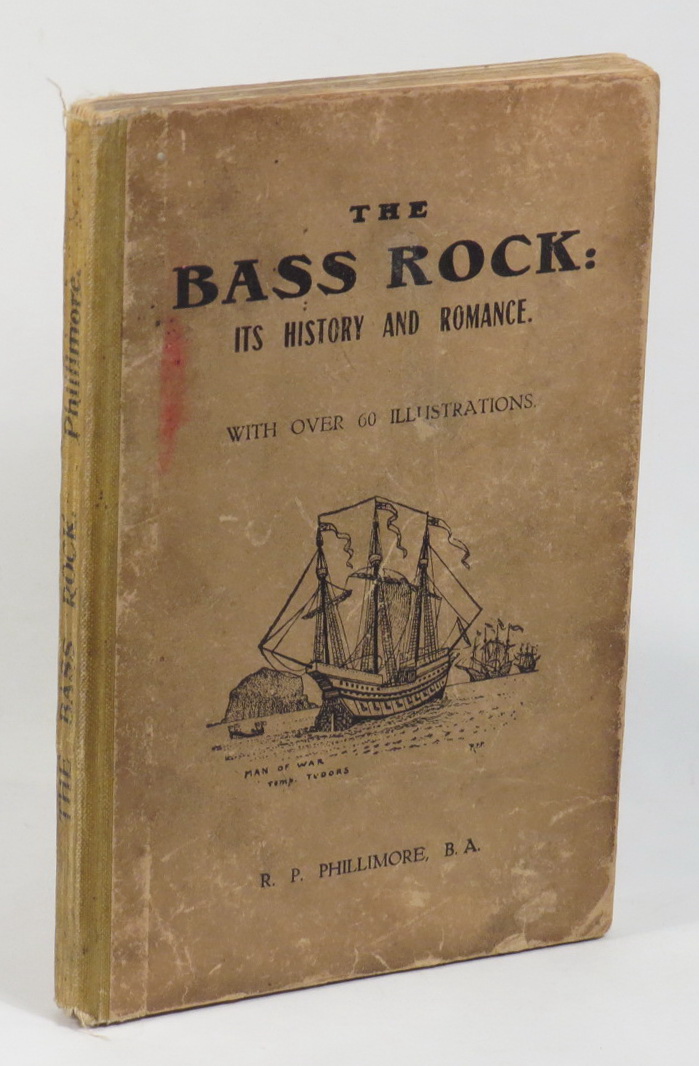 THE
BASS ROCK:
ITS HISTORY AND ROMANCE.
WITH OVER 60 ILLUSTRATIONS.
MAN OF WAR
TEMP. TUDORS
R.P.P.
R. P. PHILLIMORE, B. A.
THE BASS ROCK. Phillimore.